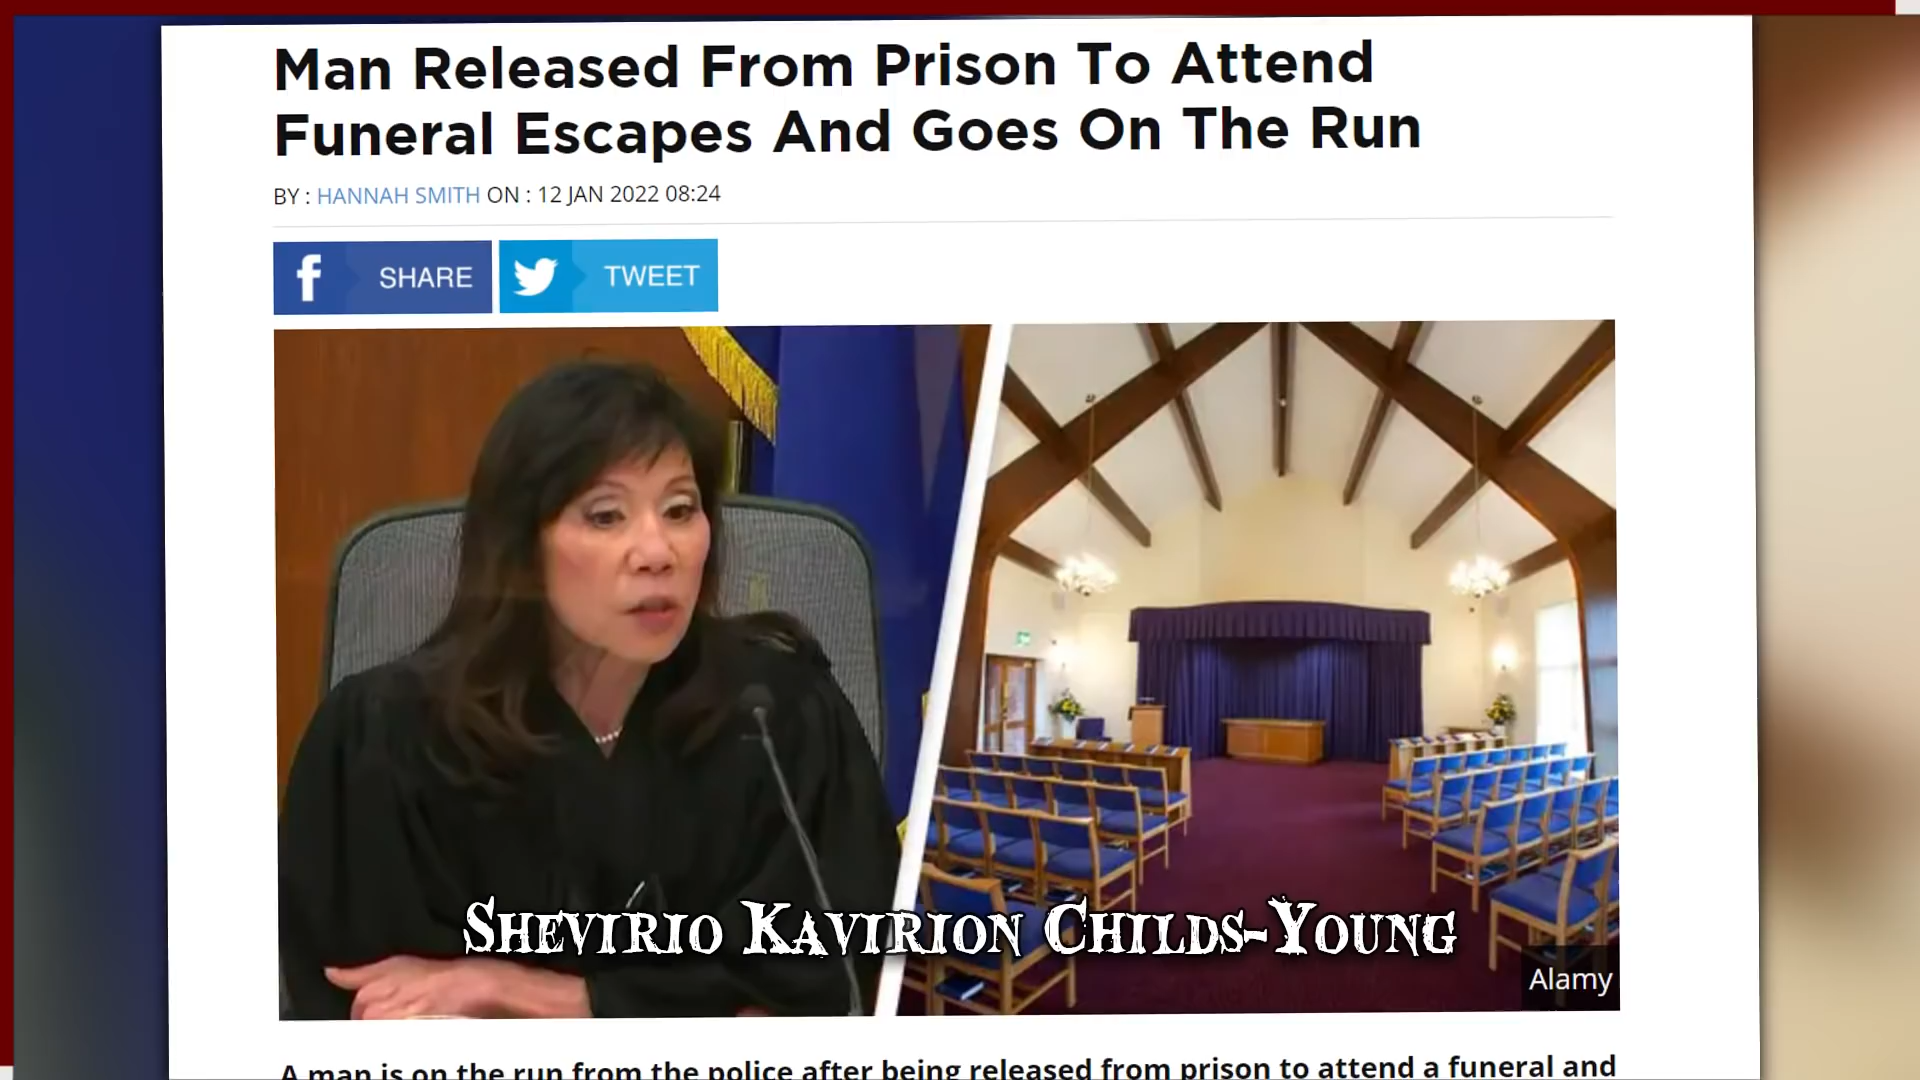 Man Released From Prison To Attend
Funeral Escapes And Goes On The Run
BY : HANNAH SMITH ON : 12 JAN 2022 08:24
f SHARE
TWEET
Shevirio Kavirion Childs-Young
Alamy
A man is on the run from the police after being released from prison to attend a funeral and